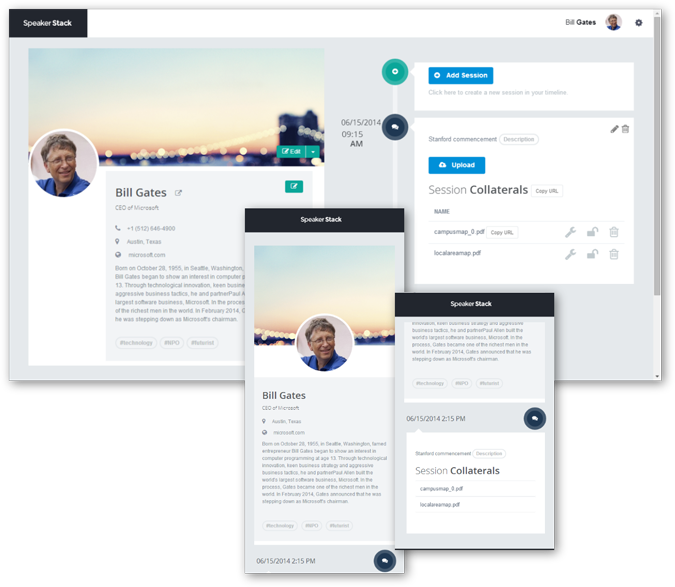 Speaker Stack
Bill Gates
Add Session
Click here to create a new session in your timeline.
06/15/2014
09:15
AM
Edit
Stanford commencement Description
Upload
Session Collaterals Copy URL
NAME
campusmap_0.pdf Copy URL
localareamap.pdf
Bill Gates
CEO of Microsoft
+1 (512) 646-4900
Austin, Texas
microsoft.com
Born on October 28, 1955, in Seattle, Washington,
Bill Gates began to show an interest in computer
13. Through technological innovation, keen business
aggressive business tactics, he and partnerPaul Allen
largest software business, Microsoft. In the process
of the richest men in the world. In February 2014, G
he was stepping down as Microsoft's chairman.
#technology #NPO #futurist
Speaker Stack
Bill Gates
CEO of Microsoft
Austin, Texas
microsoft.com
Born on October 28, 1955, in Seattle, Washington, famed
entrepreneur Bill Gates began to show an interest in
computer programming at age 13. Through technological
innovation, keen business strategy and aggressive
business tactics, he and partnerPaul Allen built the
world's largest software business, Microsoft. In the
process, Gates became one of the richest men in the
world. In February 2014, Gates announced that he was
stepping down as Microsoft's chairman.
#technology #NPO #futurist
06/15/2014 2:15 PM
Speaker Stack
innovation, keen business strategy and aggressive
business tactics, he and partnerPaul Allen built the
world's largest software business, Microsoft. In the
process, Gates became one of the richest men in the
world. In February 2014, Gates announced that he was
stepping down as Microsoft's chairman.
#technology #NPO #futurist
06/15/2014 2:15 PM
Stanford commencement Description
Session Collaterals
campusmap_0.pdf
localareamap.pdf